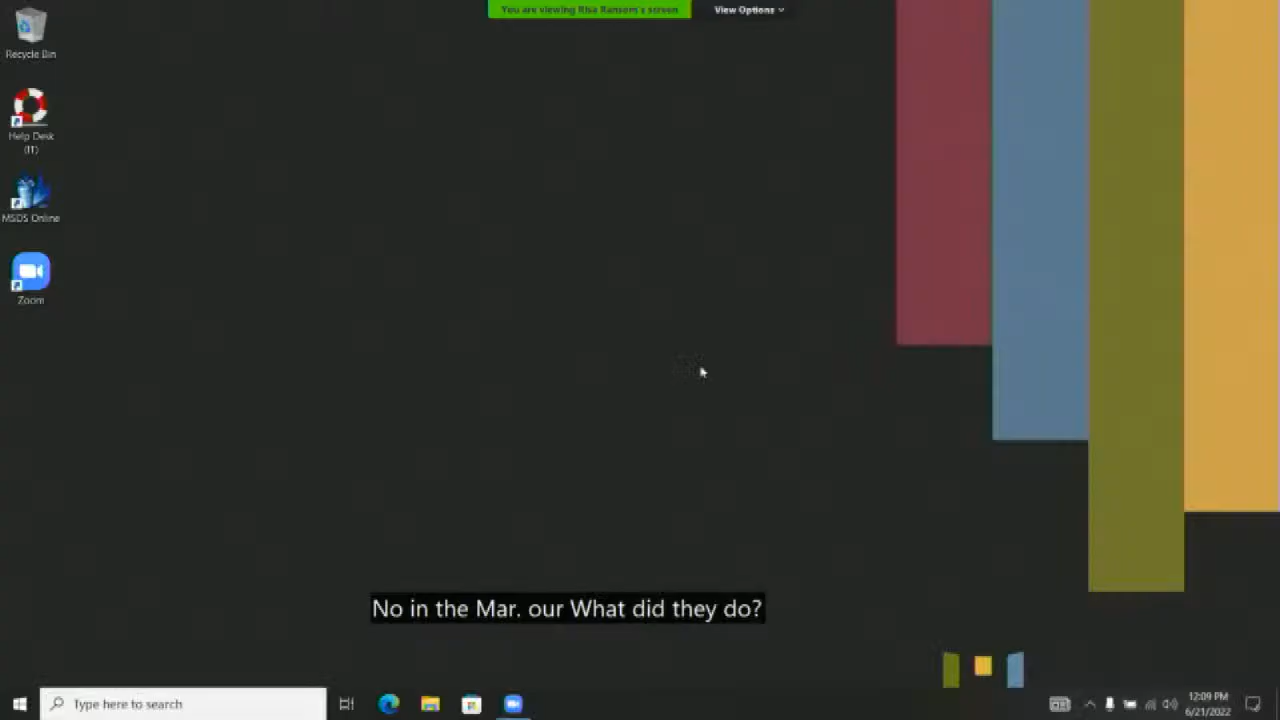 You are viewing Risa Ransom's screen
View Options
Recycle Bin
Help Desk
(IT)
MSDS Online
Zoom
No in the Mar. our What did they do?
Type here to search
12:09 PM
6/21/2022